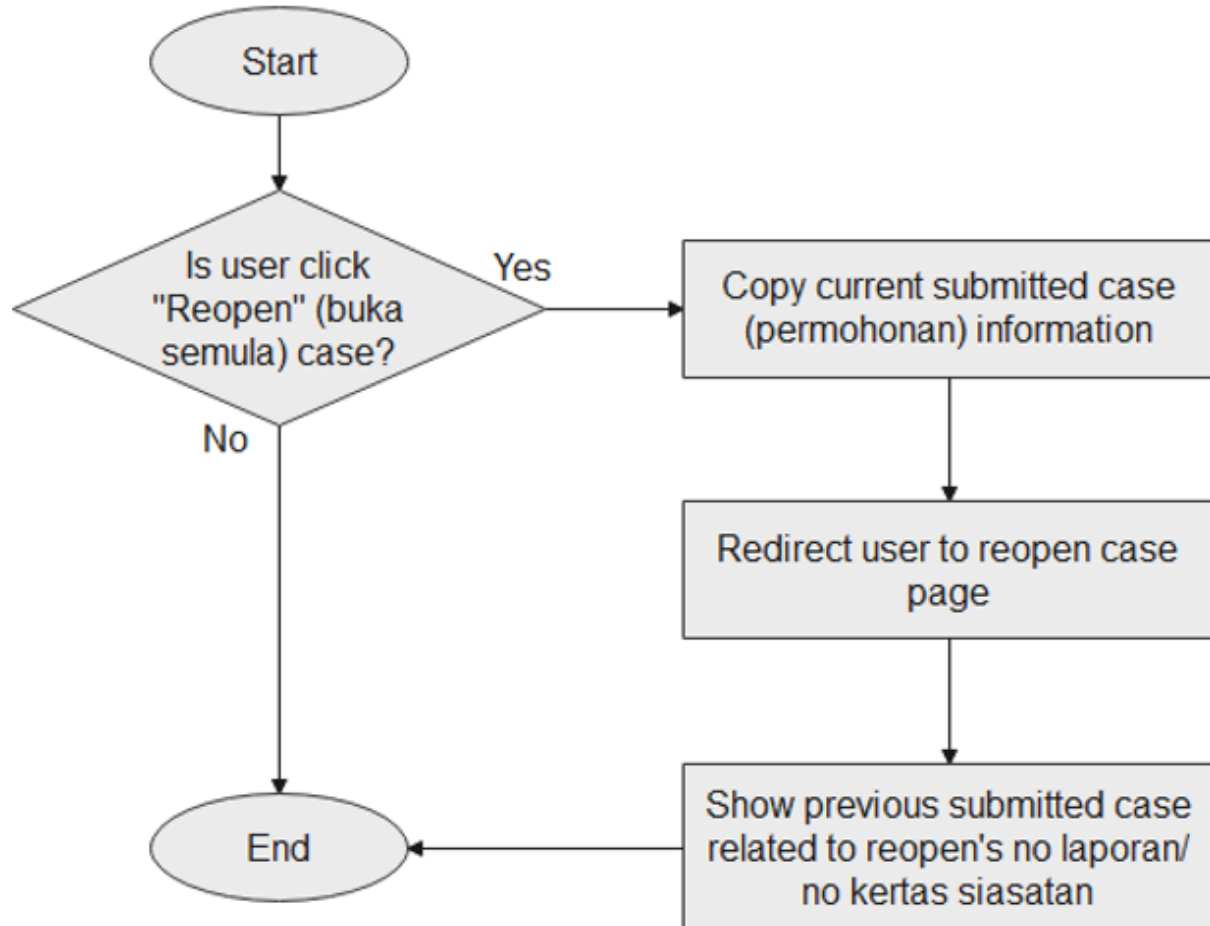 Start
Is user click
"Reopen" (buka
semula) case?
Yes
No
Copy current submitted case
(permohonan) information
Redirect user to reopen case
page
Show previous submitted case
related to reopen's no laporan/
no kertas siasatan
End